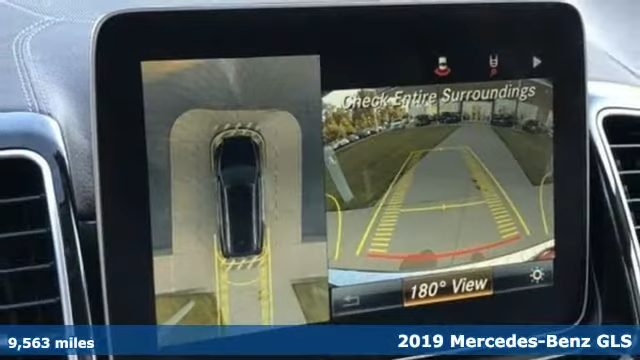 Check Entire Surroundings
180° View
9,563 miles
2019 Mercedes-Benz GLS